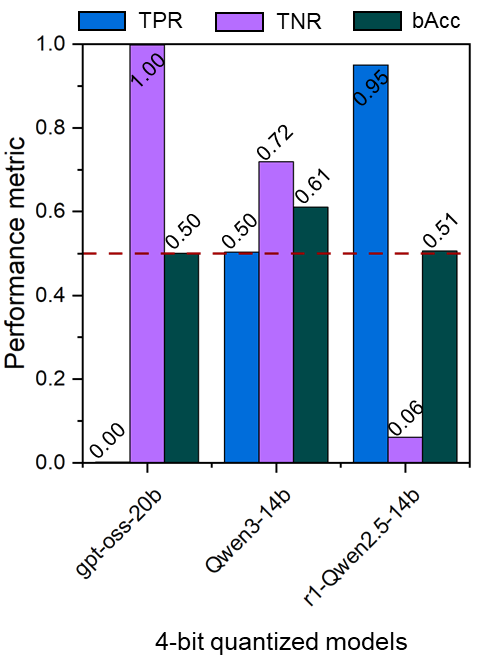 TPR TNR bAcc
Performance metric
1.0
0.8
0.6
0.4
0.2
0.0
0.00
1.00
0.50
0.50
0.72
0.61
0.95
0.06
0.51
gpt-oss-20b
Qwen3-14b
r1-Qwen2.5-14b
4-bit quantized models